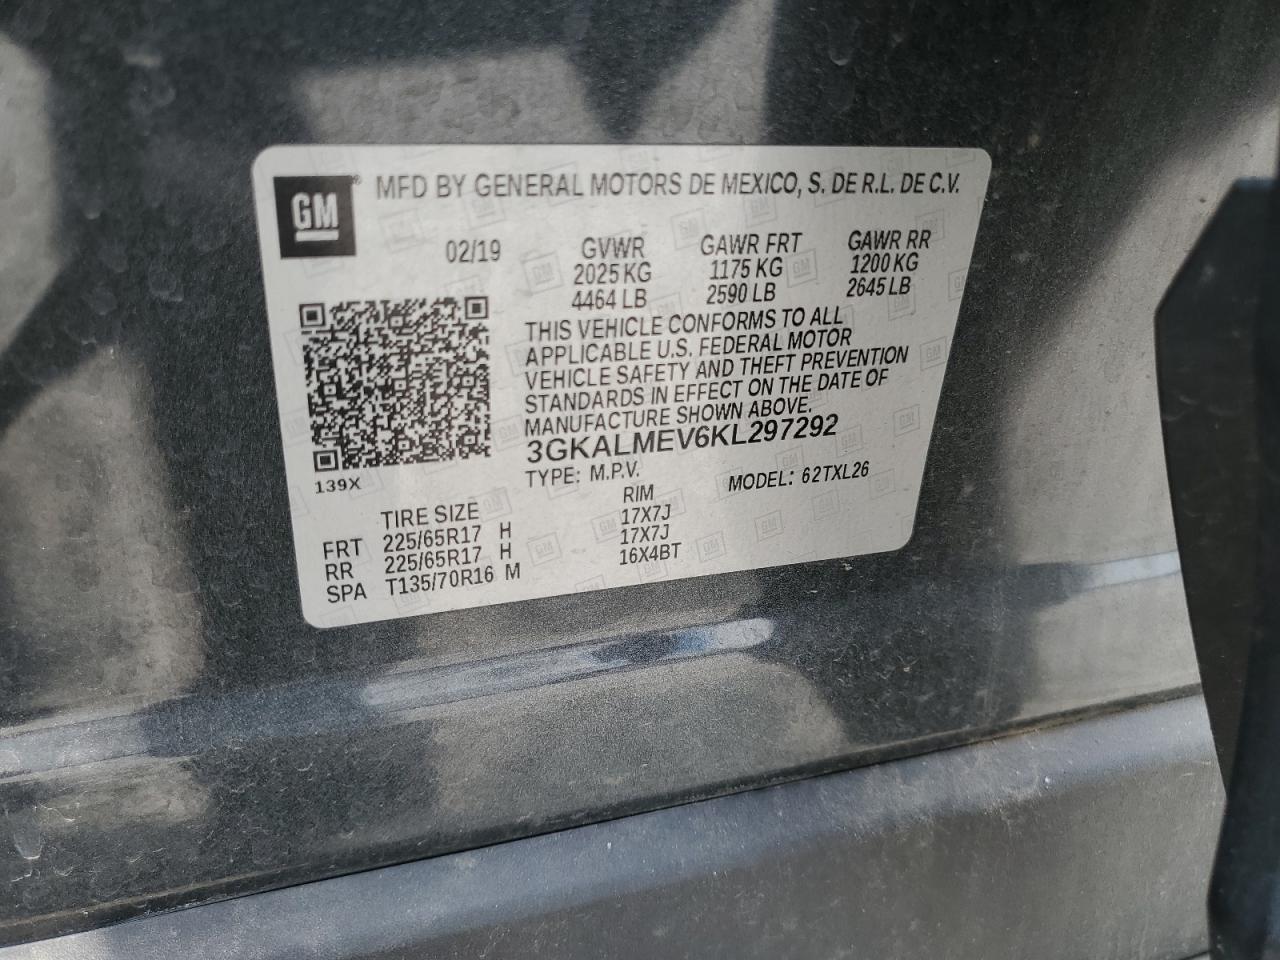 GM® MFD BY GENERAL MOTORS DE MEXICO, S. DE R.L. DE C.V.
02/19 GVWR GAWR FRT GAWR RR
2025 KG 1175 KG 1200 KG
4464 LB 2590 LB 2645 LB
THIS VEHICLE CONFORMS TO ALL
APPLICABLE U.S. FEDERAL MOTOR
VEHICLE SAFETY AND THEFT PREVENTION
STANDARDS IN EFFECT ON THE DATE OF
MANUFACTURE SHOWN ABOVE.
3GKALMEV6KL297292
139X
TYPE: M.P.V. MODEL: 62TXL26
TIRE SIZE RIM
FRT 225/65R17 H 17X7J
RR 225/65R17 H 17X7J
SPA T135/70R16 M 16X4BT